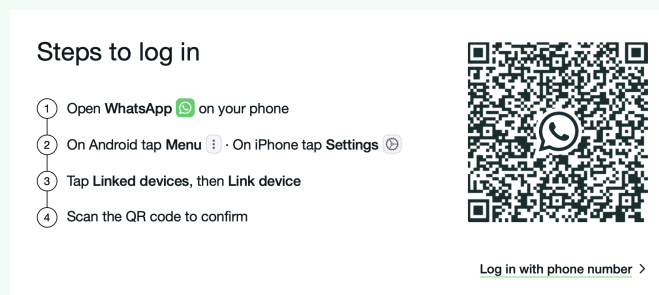 Steps to log in
1 Open WhatsApp on your phone
2 On Android tap Menu · On iPhone tap Settings
3 Tap Linked devices, then Link device
4 Scan the QR code to confirm
Log in with phone number